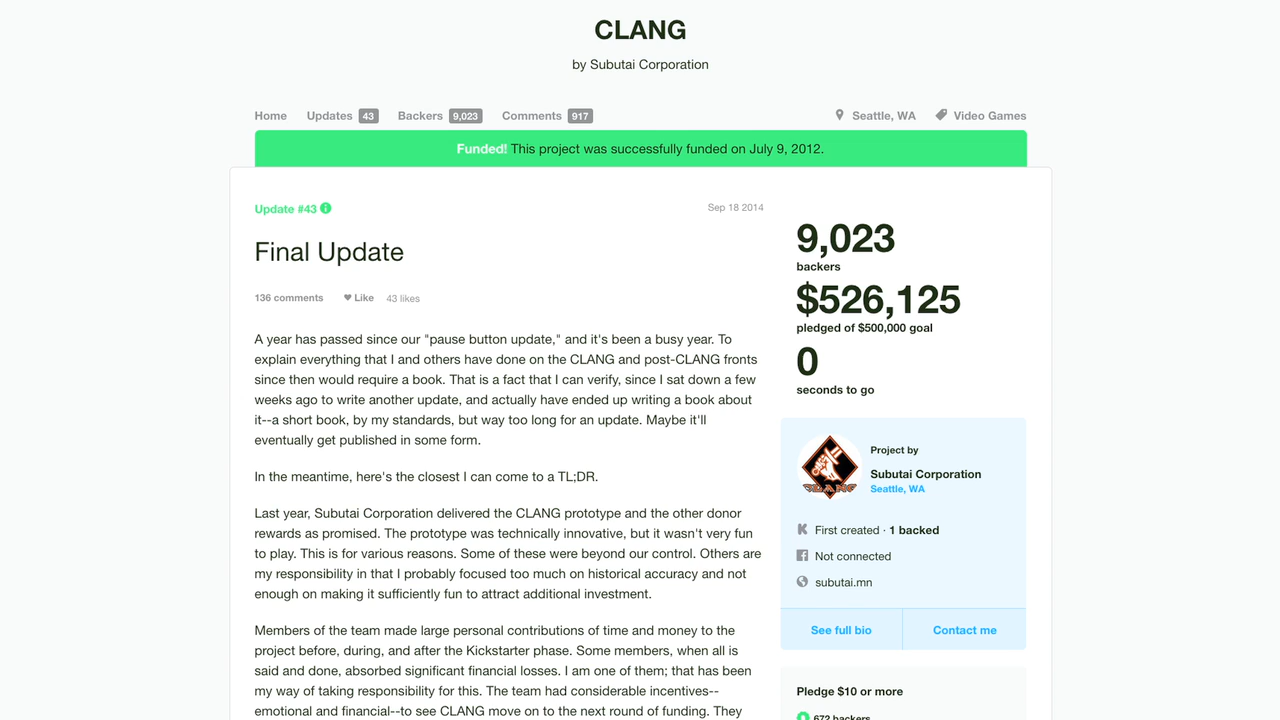 CLANG
by Subutai Corporation
Home Updates 43 Backers 9,023 Comments 917 Seattle, WA Video Games
Funded! This project was successfully funded on July 9, 2012.
Update #43
Sep 18 2014
Final Update
136 comments Like 43 likes
A year has passed since our "pause button update," and it's been a busy year. To
explain everything that I and others have done on the CLANG and post-CLANG fronts
since then would require a book. That is a fact that I can verify, since I sat down a few
weeks ago to write another update, and actually have ended up writing a book about
it--a short book, by my standards, but way too long for an update. Maybe it'll
eventually get published in some form.
In the meantime, here's the closest I can come to a TL;DR.
Last year, Subutai Corporation delivered the CLANG prototype and the other donor
rewards as promised. The prototype was technically innovative, but it wasn't very fun
to play. This is for various reasons. Some of these were beyond our control. Others are
my responsibility in that I probably focused too much on historical accuracy and not
enough on making it sufficiently fun to attract additional investment.
Members of the team made large personal contributions of time and money to the
project before, during, and after the Kickstarter phase. Some members, when all is
said and done, absorbed significant financial losses. I am one of them; that has been
my way of taking responsibility for this. The team had considerable incentives--
emotional and financial--to see CLANG move on to the next round of funding. They
9,023
backers
$526,125
pledged of $500,000 goal
0
seconds to go
CLANG
Project by
Subutai Corporation
Seattle, WA
First created · 1 backed
Not connected
subutai.mn
See full bio Contact me
Pledge $10 or more
672 backers